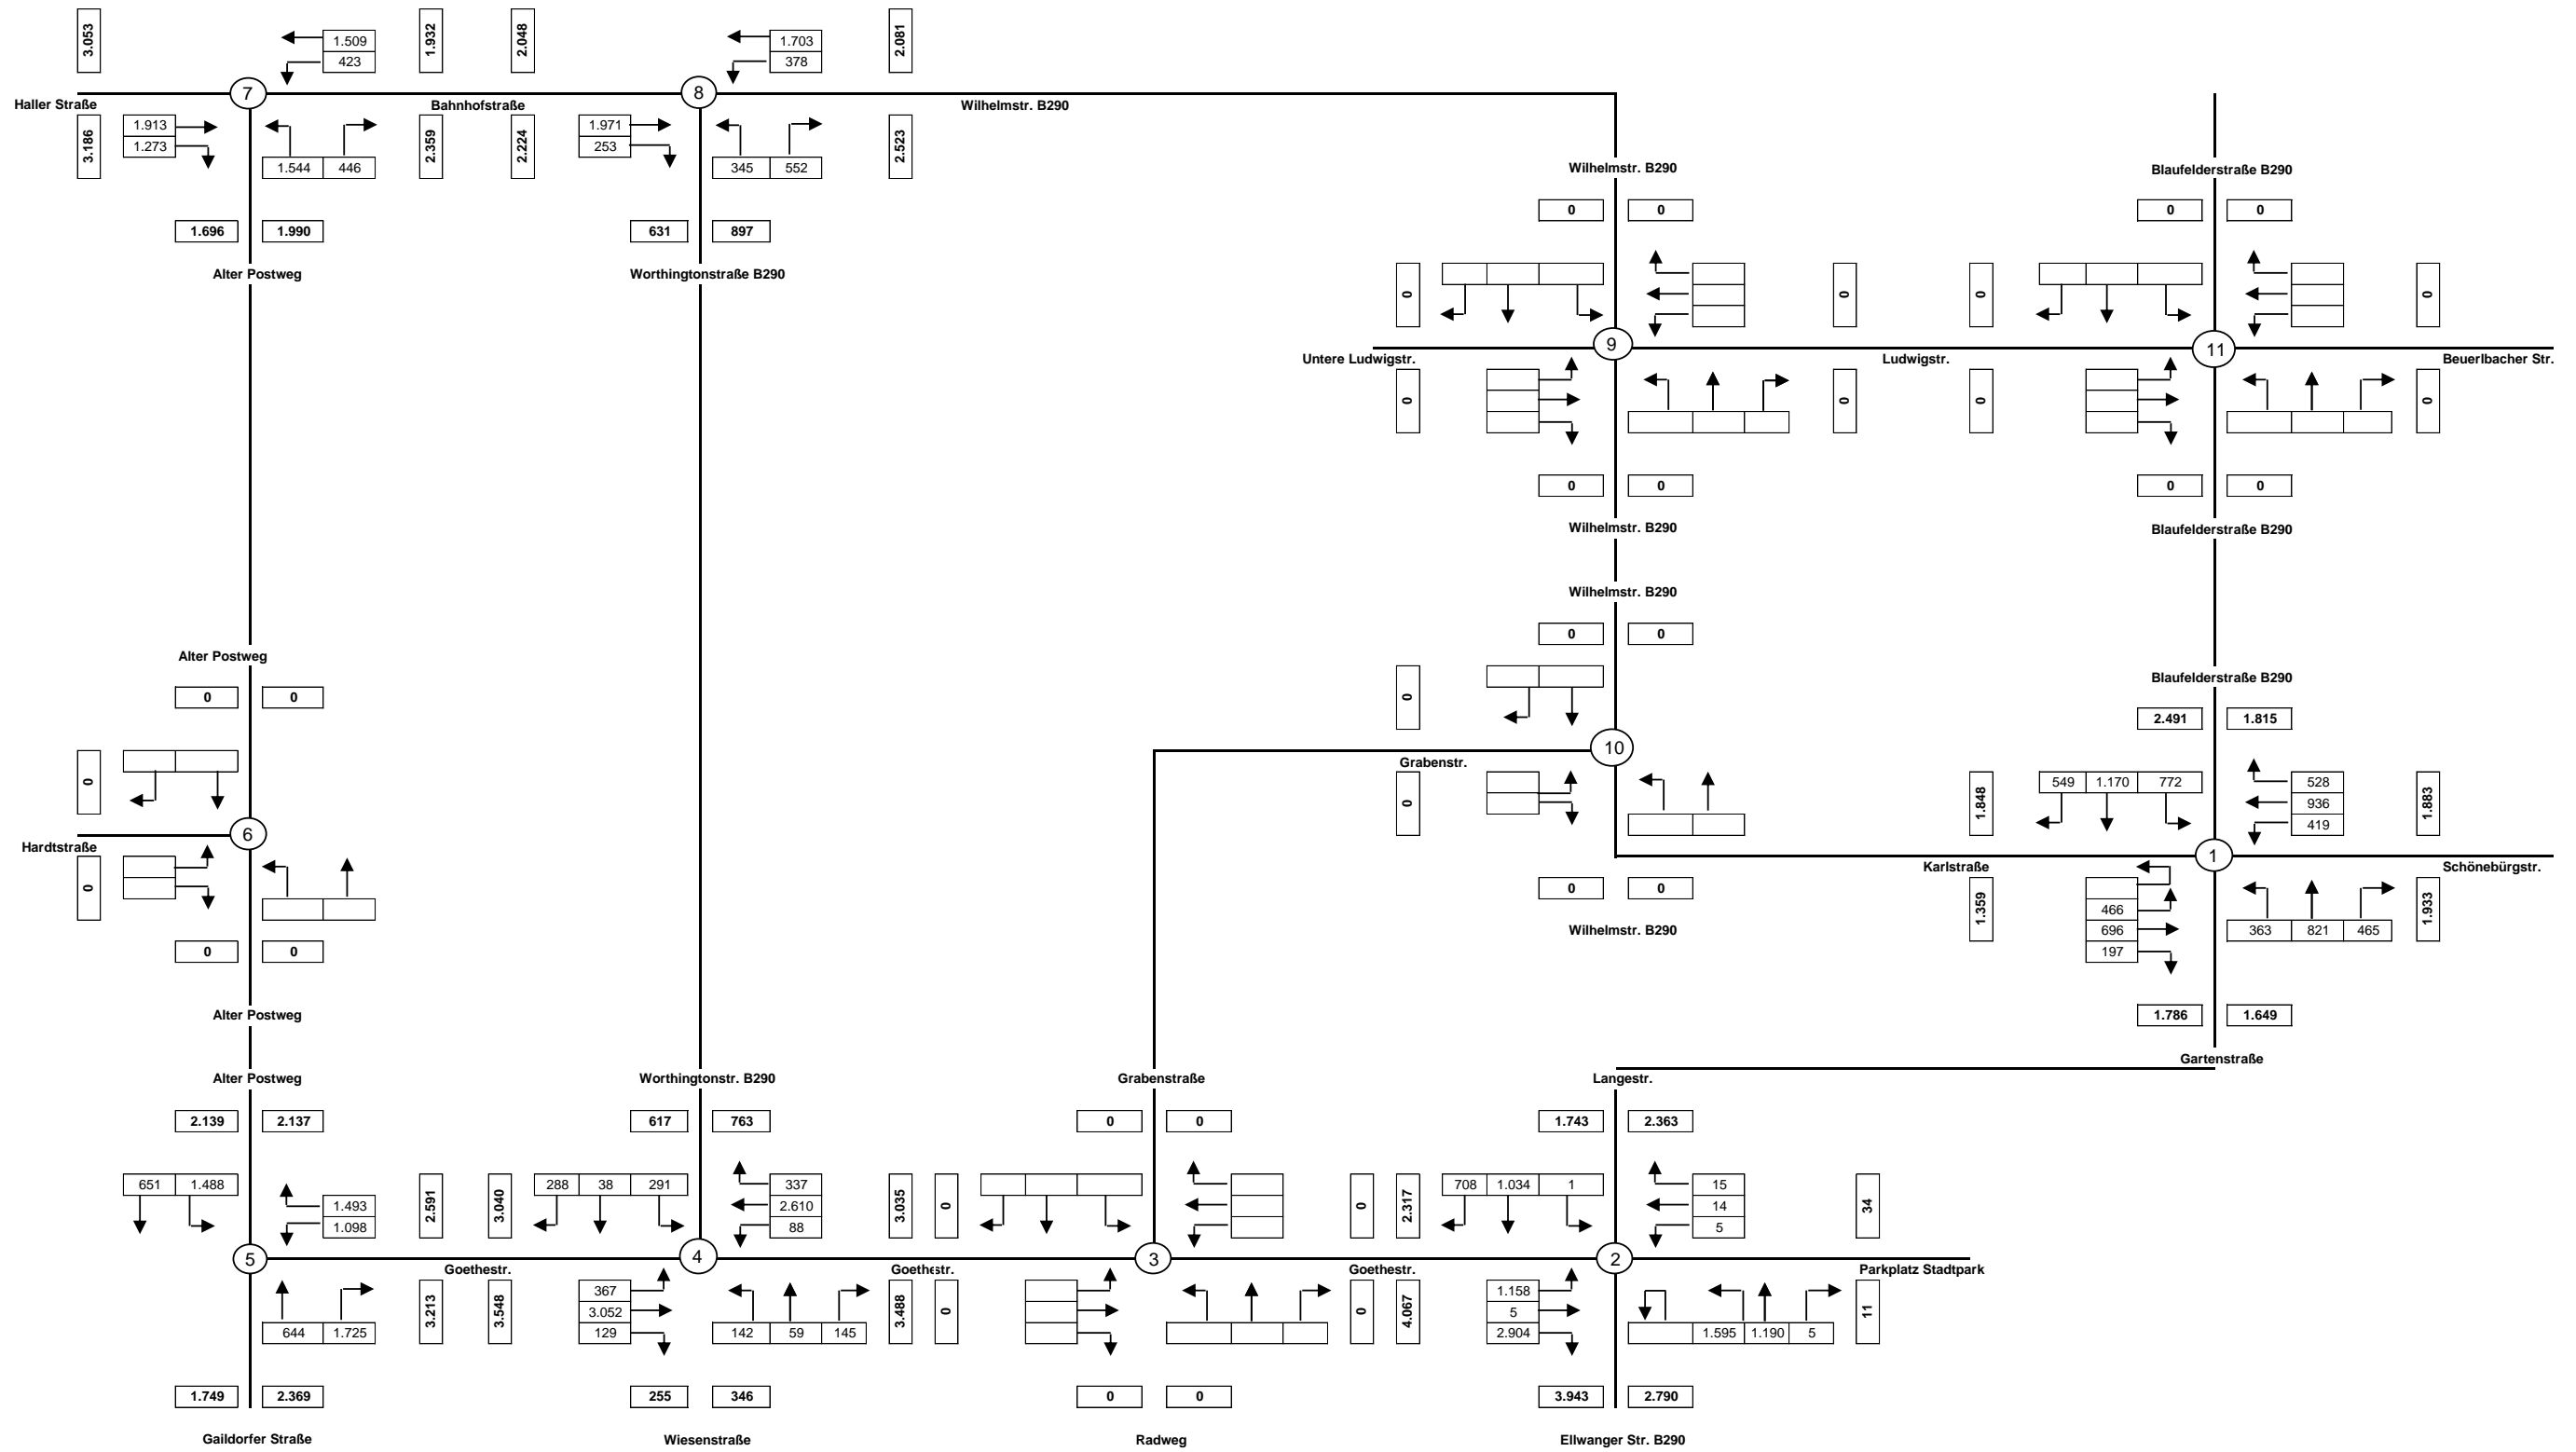 3.053
1.509
423
1.932
2.048
1.703
378
2.081
7
8
Haller Straße
Bahnhofstraße
Wilhelmstr. B290
3.186
1.913
1.273
1.544 446
2.359
2.224
1.971
253
345 552
2.523
1.696 1.990
631 897
Alter Postweg
Worthingtonstraße B290
Wilhelmstr. B290
Blaufelderstraße B290
0 0
0 0
0
0
0
0
9
11
Untere Ludwigstr.
Ludwigstr.
Beuerlbacher Str.
0
0
0
0
0 0
0 0
Wilhelmstr. B290
Blaufelderstraße B290
Wilhelmstr. B290
0 0
Alter Postweg
Blaufelderstraße B290
0 0
0
2.491 1.815
10
0
Grabenstr.
0
1.848
549 1.170 772
528
936
419
1.883
6
1
Hardtstraße
Karlstraße
Schönebürgstr.
0
0 0
1.359
466
696
197
363 821 465
1.933
Wilhelmstr. B290
0 0
Alter Postweg
1.786 1.649
Gartenstraße
Alter Postweg
Worthingtonstr. B290
Grabenstraße
Langestr.
2.139 2.137
617 763
0 0
1.743 2.363
651 1.488
1.493
1.098
2.591
3.040
288 38 291
337
2.610
88
3.035
0
0
2.317
708 1.034 1
15
14
5
34
5
4
3
2
Goethestr.
Goethestr.
Goethestr.
Parkplatz Stadtpark
644 1.725
3.213
3.548
367
3.052
129
142 59 145
3.488
0
0
4.067
1.158
5
2.904
1.595 1.190 5
11
1.749 2.369
255 346
0 0
3.943 2.790
Gaildorfer Straße
Wiesenstraße
Radweg
Ellwanger Str. B290